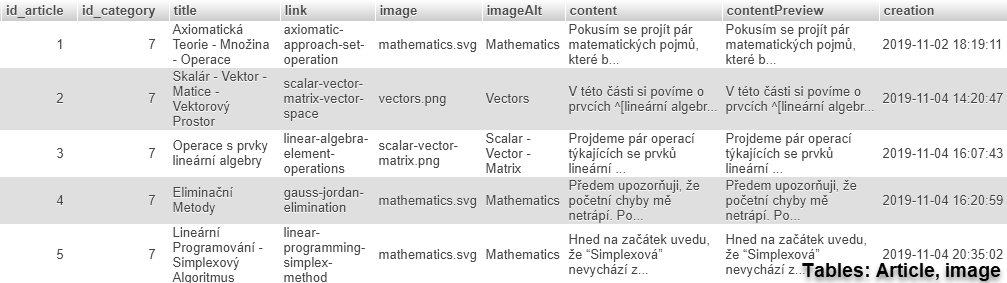 id_article id_category title link image imageAlt content contentPreview creation
1 7 Axiomatická Teorie - Množina - Operace axiomatic-approach-set-operation mathematics.svg Mathematics Pokusím se projít pár matematických pojmů, které b... Pokusím se projít pár matematických pojmů, které b... 2019-11-02 18:19:11
2 7 Skalár - Vektor - Matice - Vektorový Prostor scalar-vector-matrix-vector-space vectors.png Vectors V této části si povíme o prvcích ^[lineární algebr... V této části si povíme o prvcích ^[lineární algebr... 2019-11-04 14:20:47
3 7 Operace s prvky lineární algebry linear-algebra-element-operations scalar-vector-matrix.png Scalar - Vector - Matrix Projdeme pár operací týkajících se prvků lineární ... Projdeme pár operací týkajících se prvků lineární ... 2019-11-04 16:07:43
4 7 Eliminační Metody gauss-jordan-elimination mathematics.svg Mathematics Předem upozorňuji, že početní chyby mě netrápí. Po... Předem upozorňuji, že početní chyby mě netrápí. Po... 2019-11-04 16:20:59
5 7 Lineární Programování - Simplexový Algoritmus linear-programming-simplex-method mathematics.svg Mathematics Hned na začátek uvedu, že “Simplexová” nevychází z... Hned na začátek uvedu, že “Simplexová” nevychází z... 2019-11-04 20:35:02
Tables: Article, image